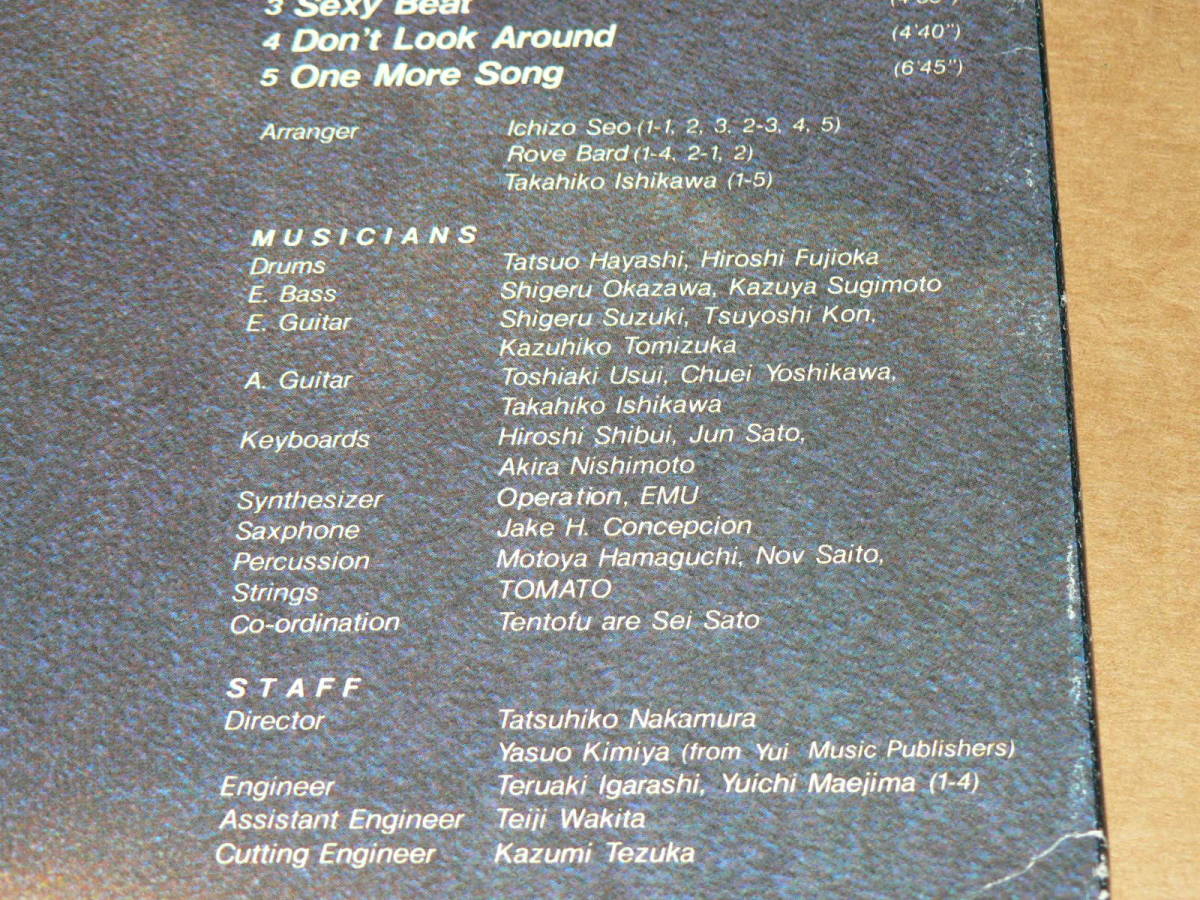 3 Sexy Beat
4 Don't Look Around (4'40")
5 One More Song (6'45")
Arranger Ichizo Seo (1-1, 2, 3, 2-3, 4, 5)
Rove Bard (1-4, 2-1, 2)
Takahiko Ishikawa (1-5)
MUSICIANS
Drums Tatsuo Hayashi, Hiroshi Fujioka
E. Bass Shigeru Okazawa, Kazuya Sugimoto
E. Guitar Shigeru Suzuki, Tsuyoshi Kon,
Kazuhiko Tomizuka
A. Guitar Toshiaki Usui, Chuei Yoshikawa,
Takahiko Ishikawa
Keyboards Hiroshi Shibui, Jun Sato,
Akira Nishimoto
Synthesizer Operation, EMU
Saxphone Jake H. Concepcion
Percussion Motoya Hamaguchi, Nov Saito,
Strings TOMATO
Co-ordination Tentofu are Sei Sato
STAFF
Director Tatsuhiko Nakamura
Yasuo Kimiya (from Yui Music Publishers)
Engineer Teruaki Igarashi, Yuichi Maejima (1-4)
Assistant Engineer Teiji Wakita
Cutting Engineer Kazumi Tezuka